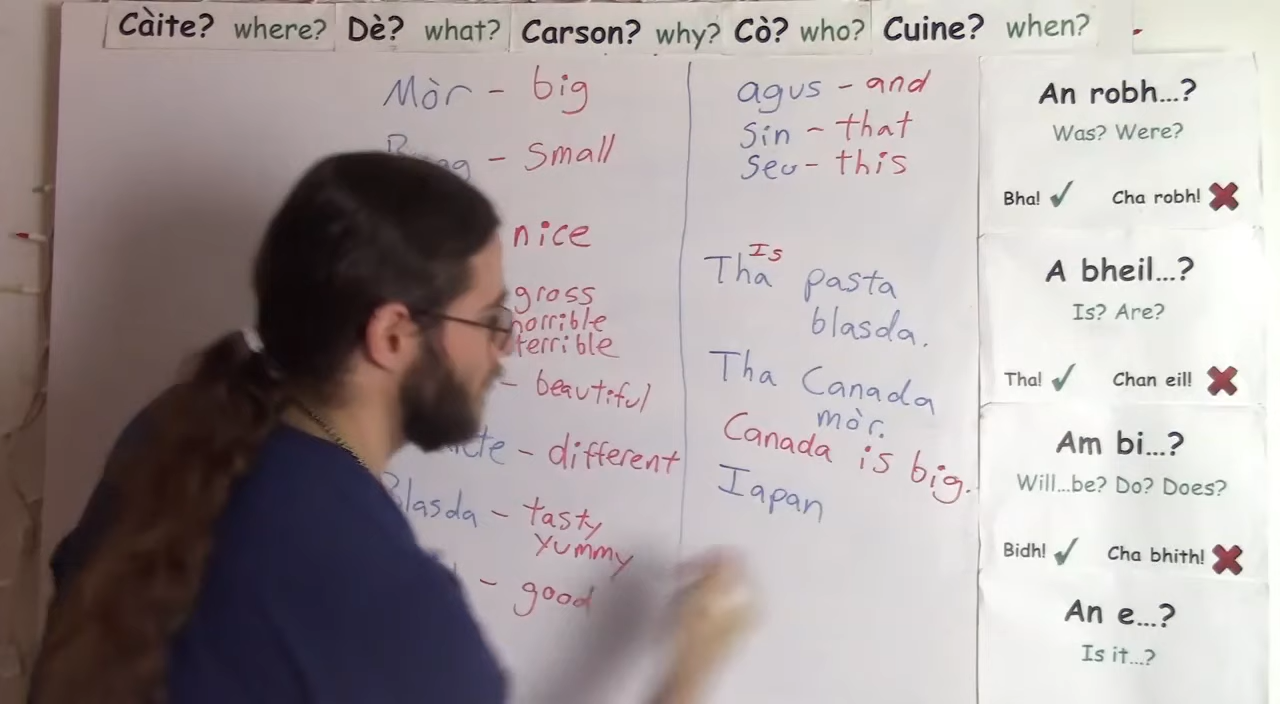 Càite? where? Dè? what? Carson? why? Cò? who? Cuine? when?
Mòr - big
- Small
nice
gross
horrible
terrible
- beautiful
- different
Blasda - tasty
yummy
- good
agus - and
Sin - that
Seo - this
Is
Tha pasta
blasda.
Tha Canada
mòr.
Canada is big.
Iapan
An robh...?
Was? Were?
Bha! ✓ Cha robh! ✗
A bheil...?
Is? Are?
Tha! ✓ Chan eil! ✗
Am bi...?
Will...be? Do? Does?
Bidh! ✓ Cha bhith! ✗
An e...?
Is it...?